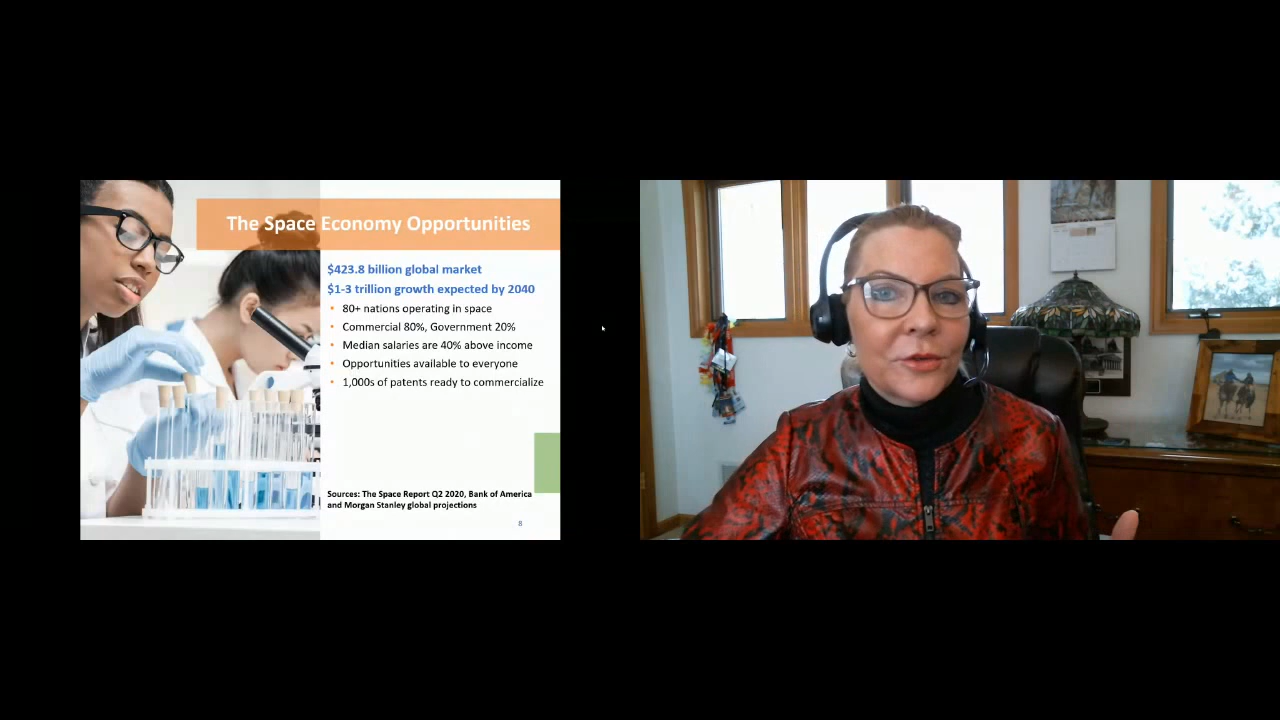 The Space Economy Opportunities
$423.8 billion global market
$1-3 trillion growth expected by 2040
• 80+ nations operating in space
• Commercial 80%, Government 20%
• Median salaries are 40% above income
• Opportunities available to everyone
• 1,000s of patents ready to commercialize
Sources: The Space Report Q2 2020, Bank of America
and Morgan Stanley global projections
8